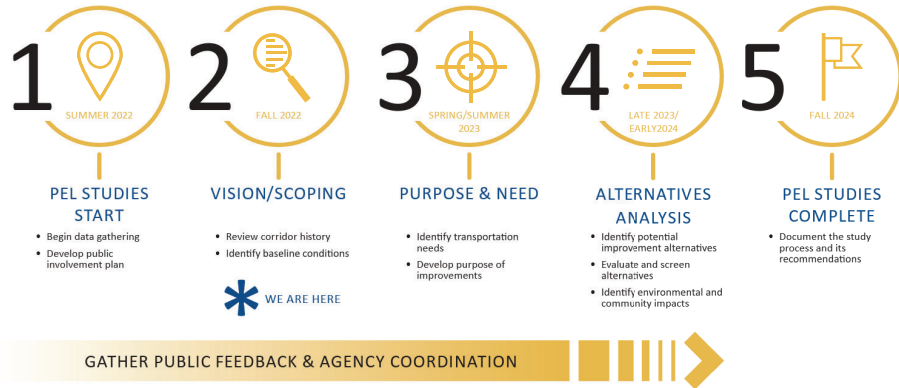 1
SUMMER 2022
PEL STUDIES
START
• Begin data gathering
• Develop public
involvement plan
2
FALL 2022
VISION/SCOPING
• Review corridor history
• Identify baseline conditions
* WE ARE HERE
3
SPRING/SUMMER
2023
PURPOSE & NEED
• Identify transportation
needs
• Develop purpose of
improvements
4
LATE 2023/
EARLY2024
ALTERNATIVES
ANALYSIS
• Identify potential
improvement alternatives
• Evaluate and screen
alternatives
• Identify environmental and
community impacts
5
FALL 2024
PEL STUDIES
COMPLETE
• Document the study
process and its
recommendations
GATHER PUBLIC FEEDBACK & AGENCY COORDINATION